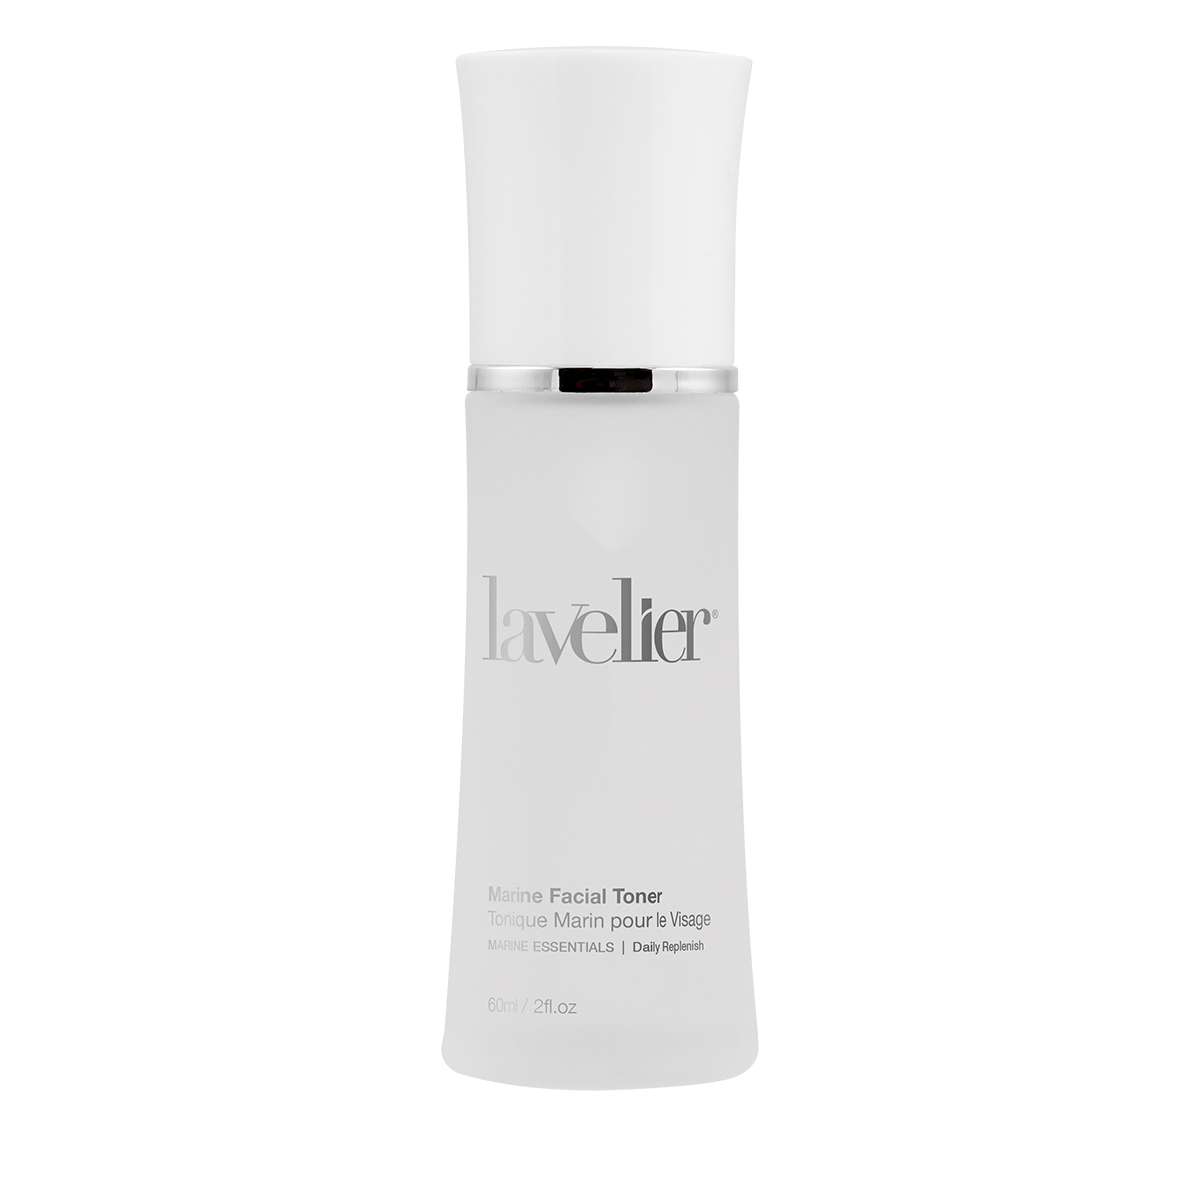 lavelier®
Marine Facial Toner
Tonique Marin pour le Visage
MARINE ESSENTIALS | Daily Replenish
60ml / 2fl.oz